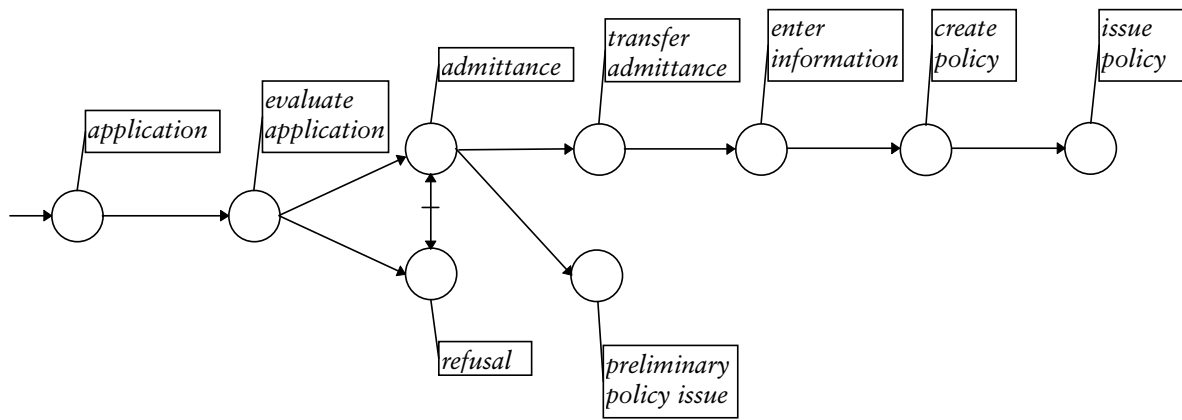 application
evaluate
application
admittance
transfer
admittance
enter
information
create
policy
issue
policy
refusal
preliminary
policy issue